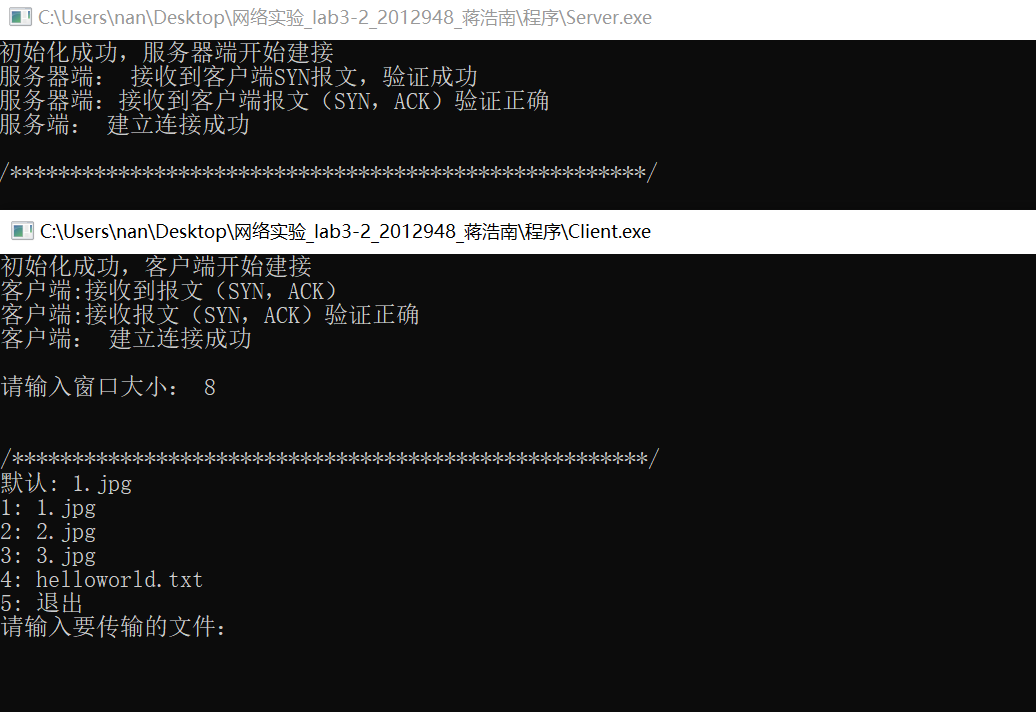 C:\Users\nan\Desktop\网络实验_lab3-2_2012948_蒋浩南\程序\Server.exe
初始化成功，服务器端开始建接
服务器端： 接收到客户端SYN报文，验证成功
服务器端：接收到客户端报文（SYN，ACK）验证正确
服务端： 建立连接成功
/*****************************************************/
C:\Users\nan\Desktop\网络实验_lab3-2_2012948_蒋浩南\程序\Client.exe
初始化成功，客户端开始建接
客户端:接收到报文（SYN，ACK）
客户端:接收报文（SYN，ACK）验证正确
客户端： 建立连接成功
请输入窗口大小： 8
/*****************************************************/
默认: 1.jpg
1: 1.jpg
2: 2.jpg
3: 3.jpg
4: helloworld.txt
5: 退出
请输入要传输的文件: